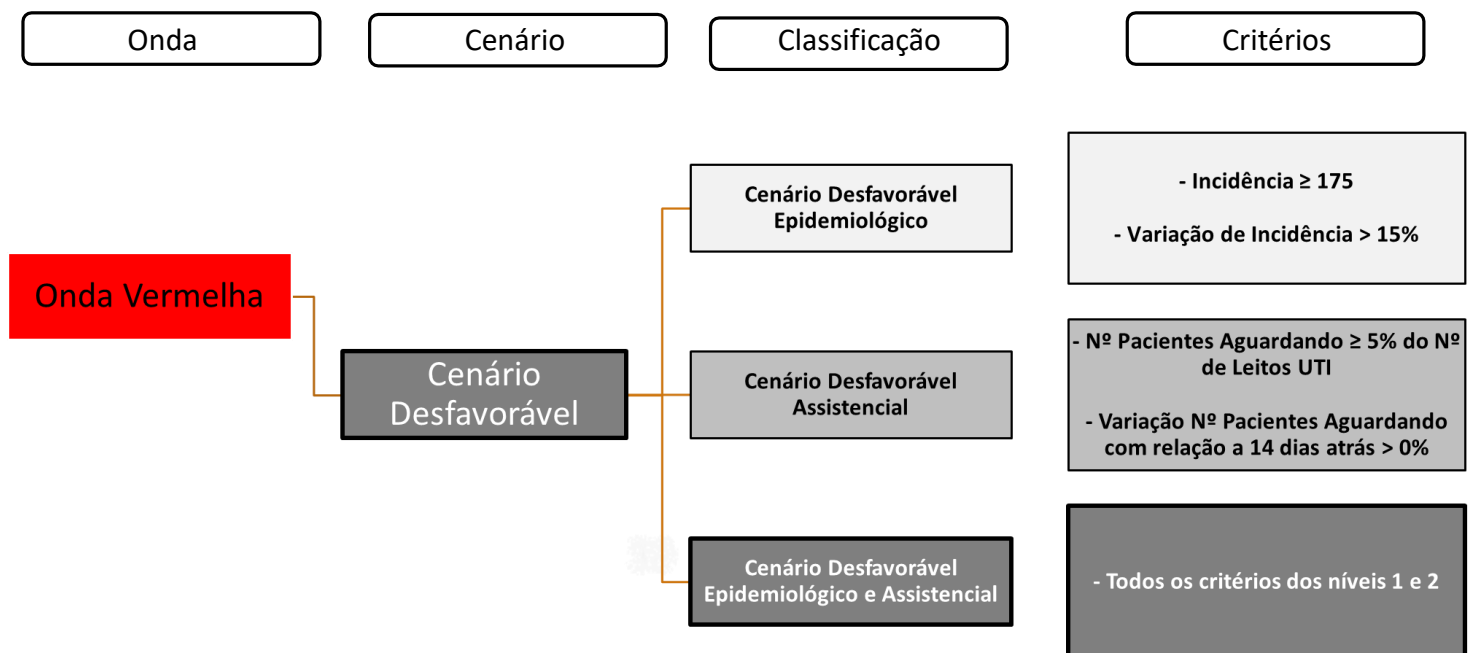 Onda
Cenário
Classificação
Critérios
Cenário Desfavorável
Epidemiológico
- Incidência ≥ 175
- Variação de Incidência > 15%
Onda Vermelha
Cenário
Desfavorável
Cenário Desfavorável
Assistencial
- Nº Pacientes Aguardando ≥ 5% do Nº
de Leitos UTI
- Variação Nº Pacientes Aguardando
com relação a 14 dias atrás > 0%
Cenário Desfavorável
Epidemiológico e Assistencial
- Todos os critérios dos níveis 1 e 2